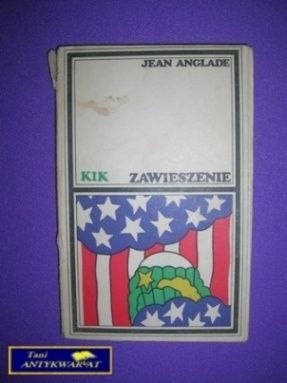 JEAN ANGLADE
KIK ZAWIESZENIE
Tani
ANTYKWARIAT